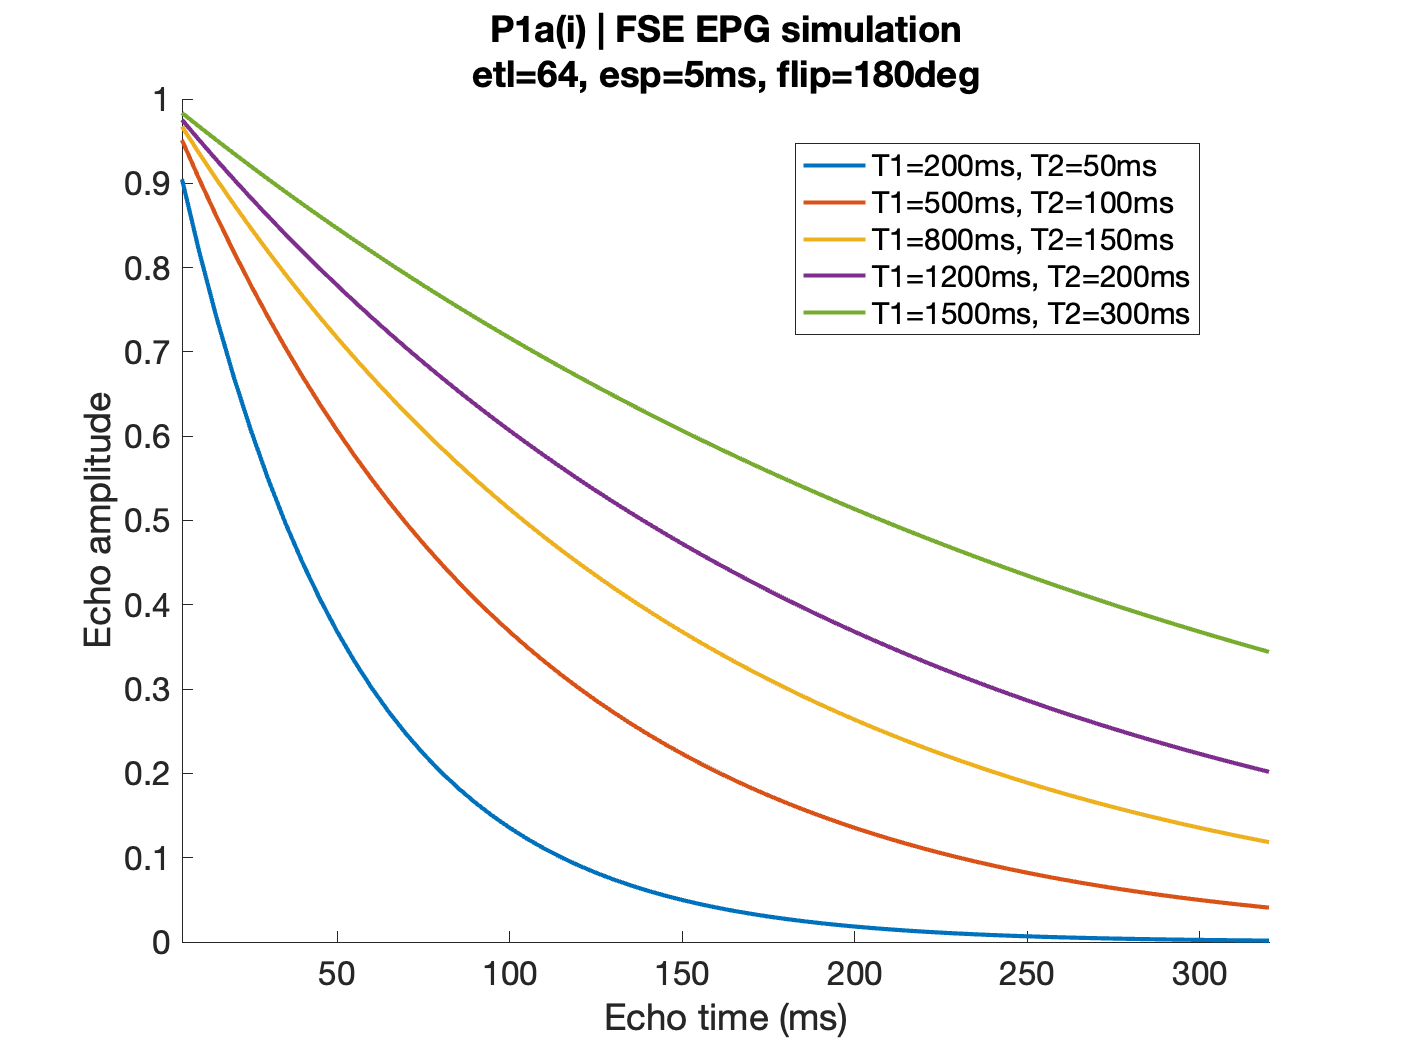 P1a(i) | FSE EPG simulation
etl=64, esp=5ms, flip=180deg
1
0.9
0.8
0.7
0.6
0.5
0.4
0.3
0.2
0.1
0
Echo amplitude
T1=200ms, T2=50ms
T1=500ms, T2=100ms
T1=800ms, T2=150ms
T1=1200ms, T2=200ms
T1=1500ms, T2=300ms
50 100 150 200 250 300
Echo time (ms)